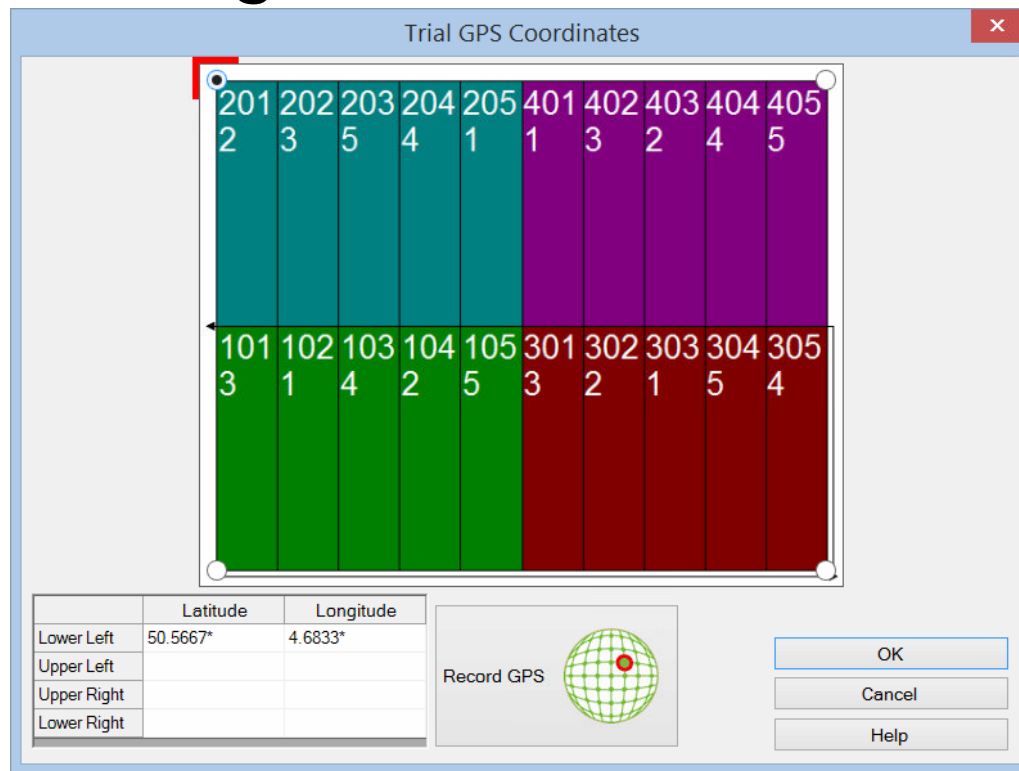 Trial GPS Coordinates
201 202 203 204 205 401 402 403 404 405
2 3 5 4 1 1 3 2 4 5
101 102 103 104 105 301 302 303 304 305
3 1 4 2 5 3 2 1 5 4
Latitude Longitude
Lower Left 50.5667* 4.6833*
Upper Left
Upper Right
Lower Right
Record GPS
OK
Cancel
Help